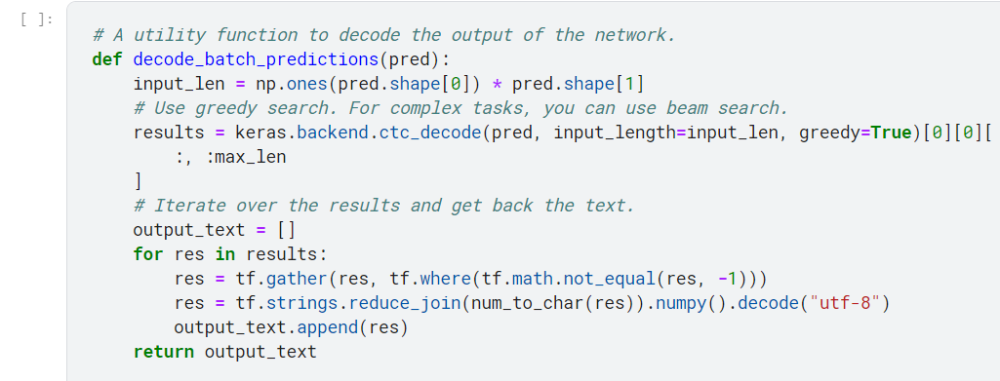 [ ]:
# A utility function to decode the output of the network.
def decode_batch_predictions(pred):
    input_len = np.ones(pred.shape[0]) * pred.shape[1]
    # Use greedy search. For complex tasks, you can use beam search.
    results = keras.backend.ctc_decode(pred, input_length=input_len, greedy=True)[0][0][
        :, :max_len
    ]
    # Iterate over the results and get back the text.
    output_text = []
    for res in results:
        res = tf.gather(res, tf.where(tf.math.not_equal(res, -1)))
        res = tf.strings.reduce_join(num_to_char(res)).numpy().decode("utf-8")
        output_text.append(res)
    return output_text